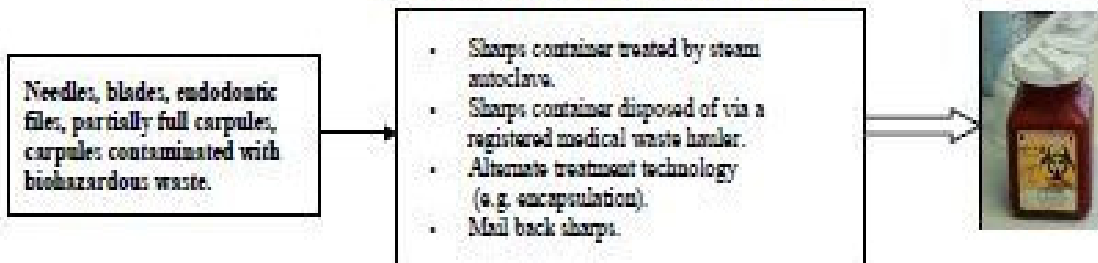 Needles, blades, endodontic
files, partially full carpules,
carpules contaminated with
biohazardous waste.
• Sharps container treated by steam
autoclave.
• Sharps container disposed of via a
registered medical waste hauler.
• Alternate treatment technology
(e.g. encapsulation).
• Mail back sharps.